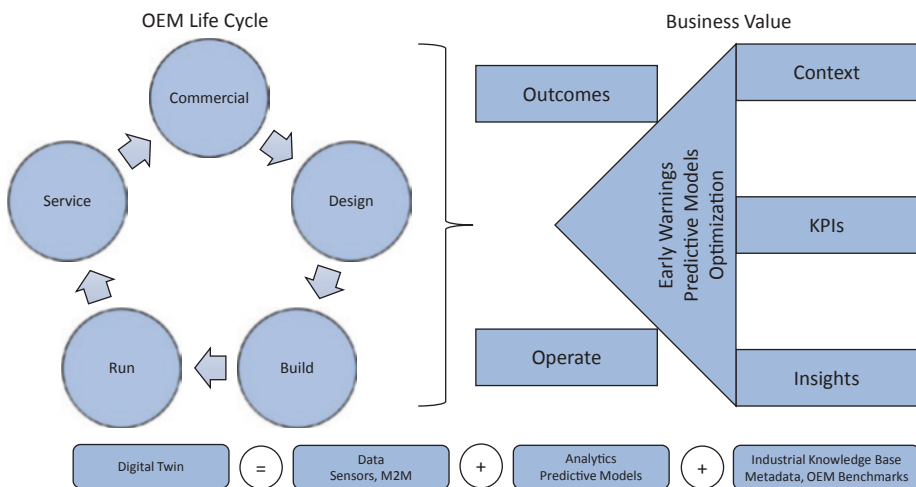 OEM Life Cycle
Commercial
Design
Build
Run
Service
Business Value
Outcomes
Operate
Early Warnings
Predictive Models
Optimization
Context
KPIs
Insights
Digital Twin
=
Data
Sensors, M2M
+
Analytics
Predictive Models
+
Industrial Knowledge Base
Metadata, OEM Benchmarks